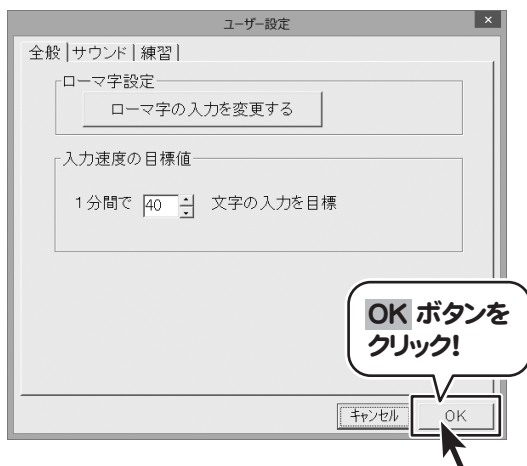 ユーザー設定
×
全般 サウンド 練習
ローマ字設定
ローマ字の入力を変更する
入力速度の目標値
1分間で 40 文字の入力を目標
OK ボタンを
クリック!
キャンセル OK